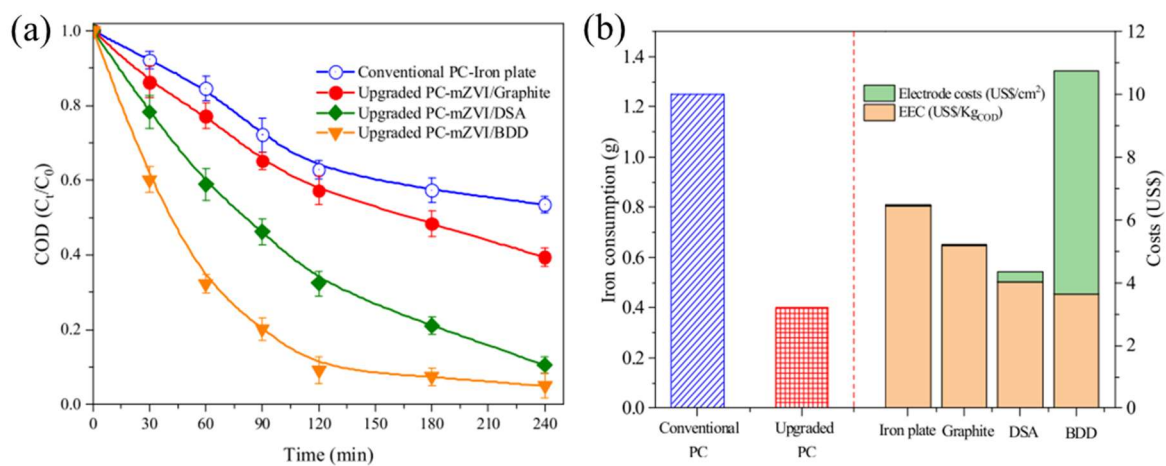 (a)
1.0
0.8
0.6
0.4
0.2
0.0
COD (Cₜ/C₀)
Conventional PC-Iron plate
Upgraded PC-mZVI/Graphite
Upgraded PC-mZVI/DSA
Upgraded PC-mZVI/BDD
0 30 60 90 120 150 180 210 240
Time (min)
(b)
1.4
1.2
1.0
0.8
0.6
0.4
0.2
0.0
Iron consumption (g)
Electrode costs (US$/cm²)
EEC (US$/Kg_COD)
12
10
8
6
4
2
0
Costs (US$)
Conventional
PC
Upgraded
PC
Iron plate
Graphite
DSA
BDD